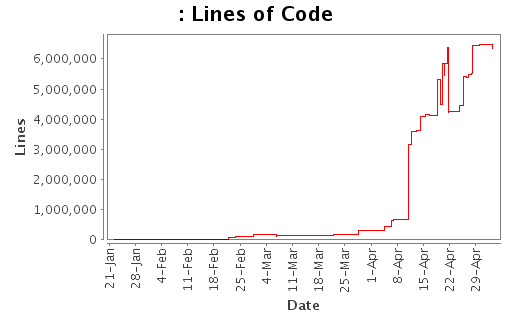 : Lines of Code
Lines
6,000,000
5,000,000
4,000,000
3,000,000
2,000,000
1,000,000
0
21-Jan
28-Jan
4-Feb
11-Feb
18-Feb
25-Feb
4-Mar
11-Mar
18-Mar
25-Mar
1-Apr
8-Apr
15-Apr
22-Apr
29-Apr
Date